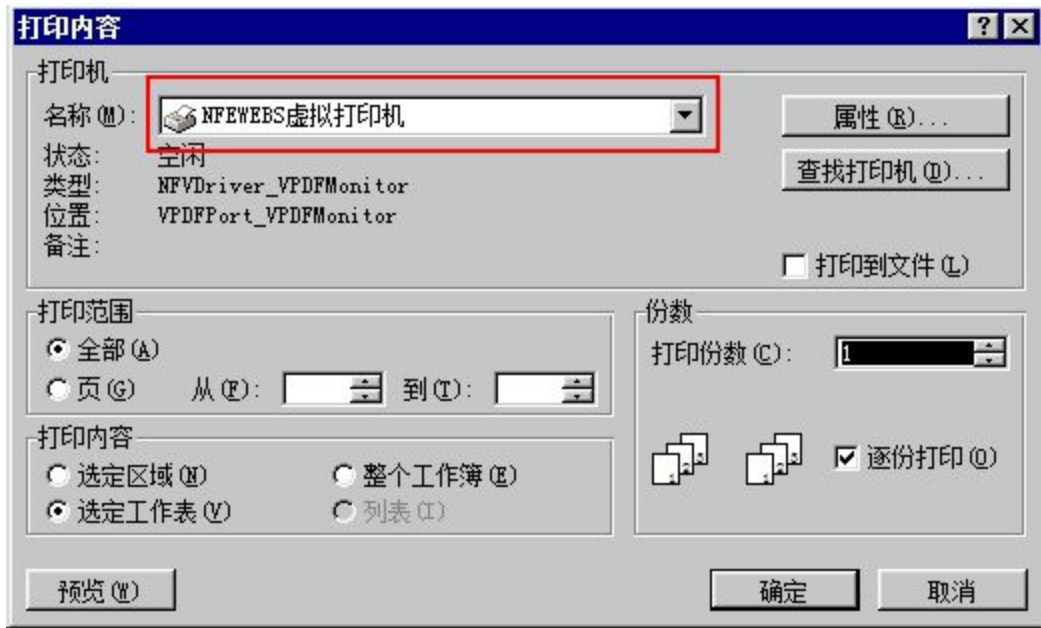 打印内容
打印机
名称(M): NFEWEBS虚拟打印机 属性(R)...
状态: 空闲
类型: NFVDriver_VPDFMonitor 查找打印机(D)...
位置: VPDFPort_VPDFMonitor
备注:
打印到文件(L)
打印范围 份数
全部(A) 打印份数(C): 1
页(G) 从(F): 到(T):
打印内容
选定区域(N) 整个工作簿(E) 逐份打印(O)
选定工作表(V) 列表(I)
预览(W) 确定 取消